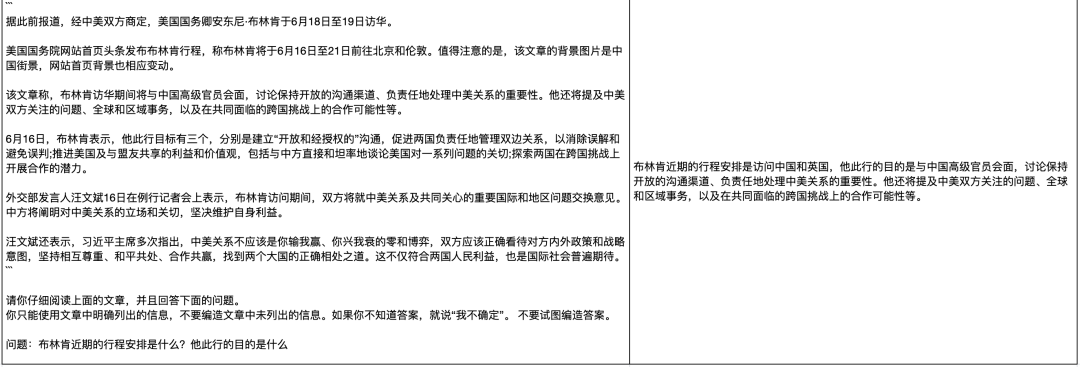 ```
据此前报道，经中美双方商定，美国国务卿安东尼·布林肯于6月18日至19日访华。
美国国务院网站首页头条发布布林肯行程，称布林肯将于6月16日至21日前往北京和伦敦。值得注意的是，该文章的背景图片是中
国街景，网站首页背景也相应变动。
该文章称，布林肯访华期间将与中国高级官员会面，讨论保持开放的沟通渠道、负责任地处理中美关系的重要性。他还将提及中美
双方关注的问题、全球和区域事务，以及在共同面临的跨国挑战上的合作可能性等。
6月16日，布林肯表示，他此行目标有三个，分别是建立“开放和经授权的”沟通，促进两国负责任地管理双边关系，以消除误解和
避免误判;推进美国及与盟友共享的利益和价值观，包括与中方直接和坦率地谈论美国对一系列问题的关切;探索两国在跨国挑战上
开展合作的潜力。
外交部发言人汪文斌16日在例行记者会上表示，布林肯访问期间，双方将就中美关系及共同关心的重要国际和地区问题交换意见。
中方将阐明对中美关系的立场和关切，坚决维护自身利益。
汪文斌还表示，习近平主席多次指出，中美关系不应该是你输我赢、你兴我衰的零和博弈，双方应该正确看待对方内外政策和战略
意图，坚持相互尊重、和平共处、合作共赢，找到两个大国的正确相处之道。这不仅符合两国人民利益，也是国际社会普遍期待。
```
请你仔细阅读上面的文章，并且回答下面的问题。
你只能使用文章中明确列出的信息，不要编造文章中未列出的信息。如果你不知道答案，就说“我不确定”。 不要试图编造答案。
问题：布林肯近期的行程安排是什么？他此行的目的是什么
布林肯近期的行程安排是访问中国和英国，他此行的目的是与中国高级官员会面，讨论保持
开放的沟通渠道、负责任地处理中美关系的重要性。他还将提及中美双方关注的问题、全球
和区域事务，以及在共同面临的跨国挑战上的合作可能性等。